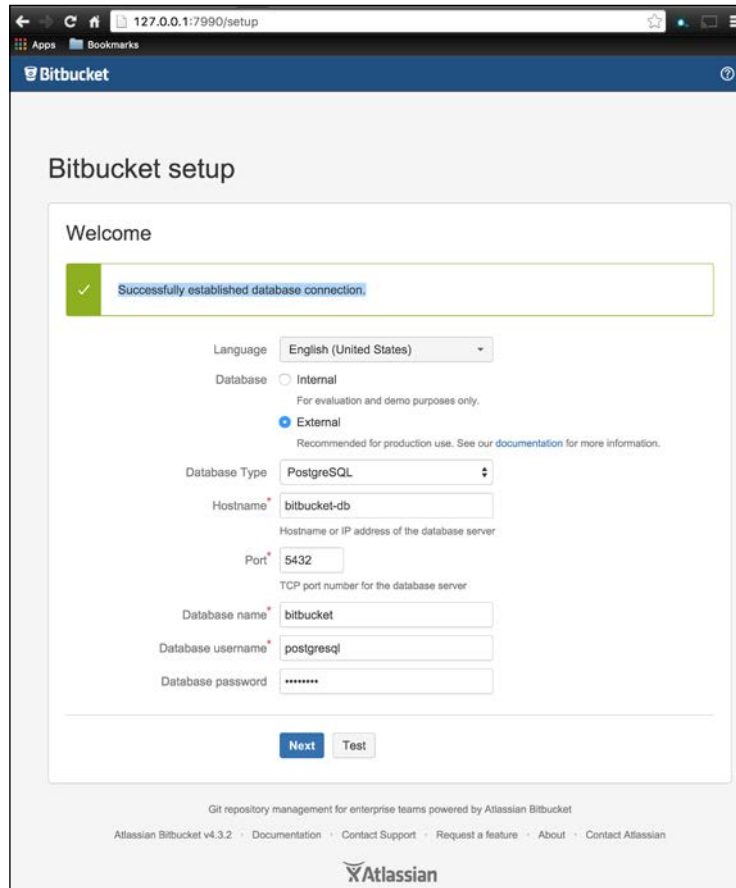 127.0.0.1:7990/setup
Apps Bookmarks
Bitbucket
Bitbucket setup
Welcome
Successfully established database connection.
Language English (United States)
Database Internal
For evaluation and demo purposes only.
External
Recommended for production use. See our documentation for more information.
Database Type PostgreSQL
Hostname* bitbucket-db
Hostname or IP address of the database server
Port* 5432
TCP port number for the database server
Database name* bitbucket
Database username* postgresql
Database password ••••••••
Next Test
Git repository management for enterprise teams powered by Atlassian Bitbucket
Atlassian Bitbucket v4.3.2 · Documentation · Contact Support · Request a feature · About · Contact Atlassian
Atlassian